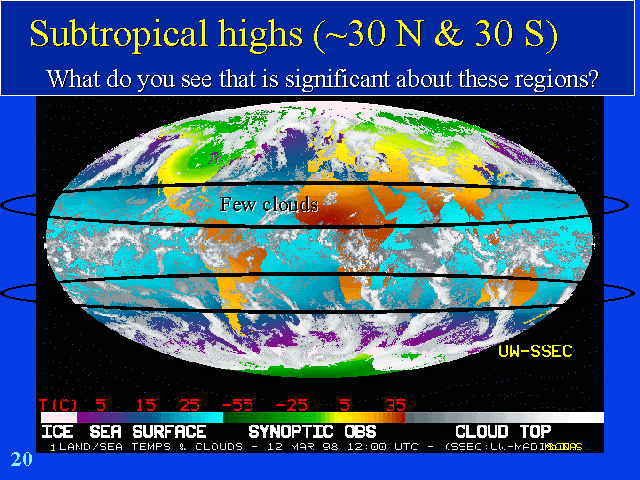 Subtropical highs (~30 N & 30 S)
What do you see that is significant about these regions?
Few clouds
UW-SSEC
T(C) 5 15 25 -55 -25 5 35
ICE SEA SURFACE SYNOPTIC OBS CLOUD TOP
1 LAND/SEA TEMPS & CLOUDS - 12 MAR 98 12:00 UTC - (SSEC:UW-MADISON
20